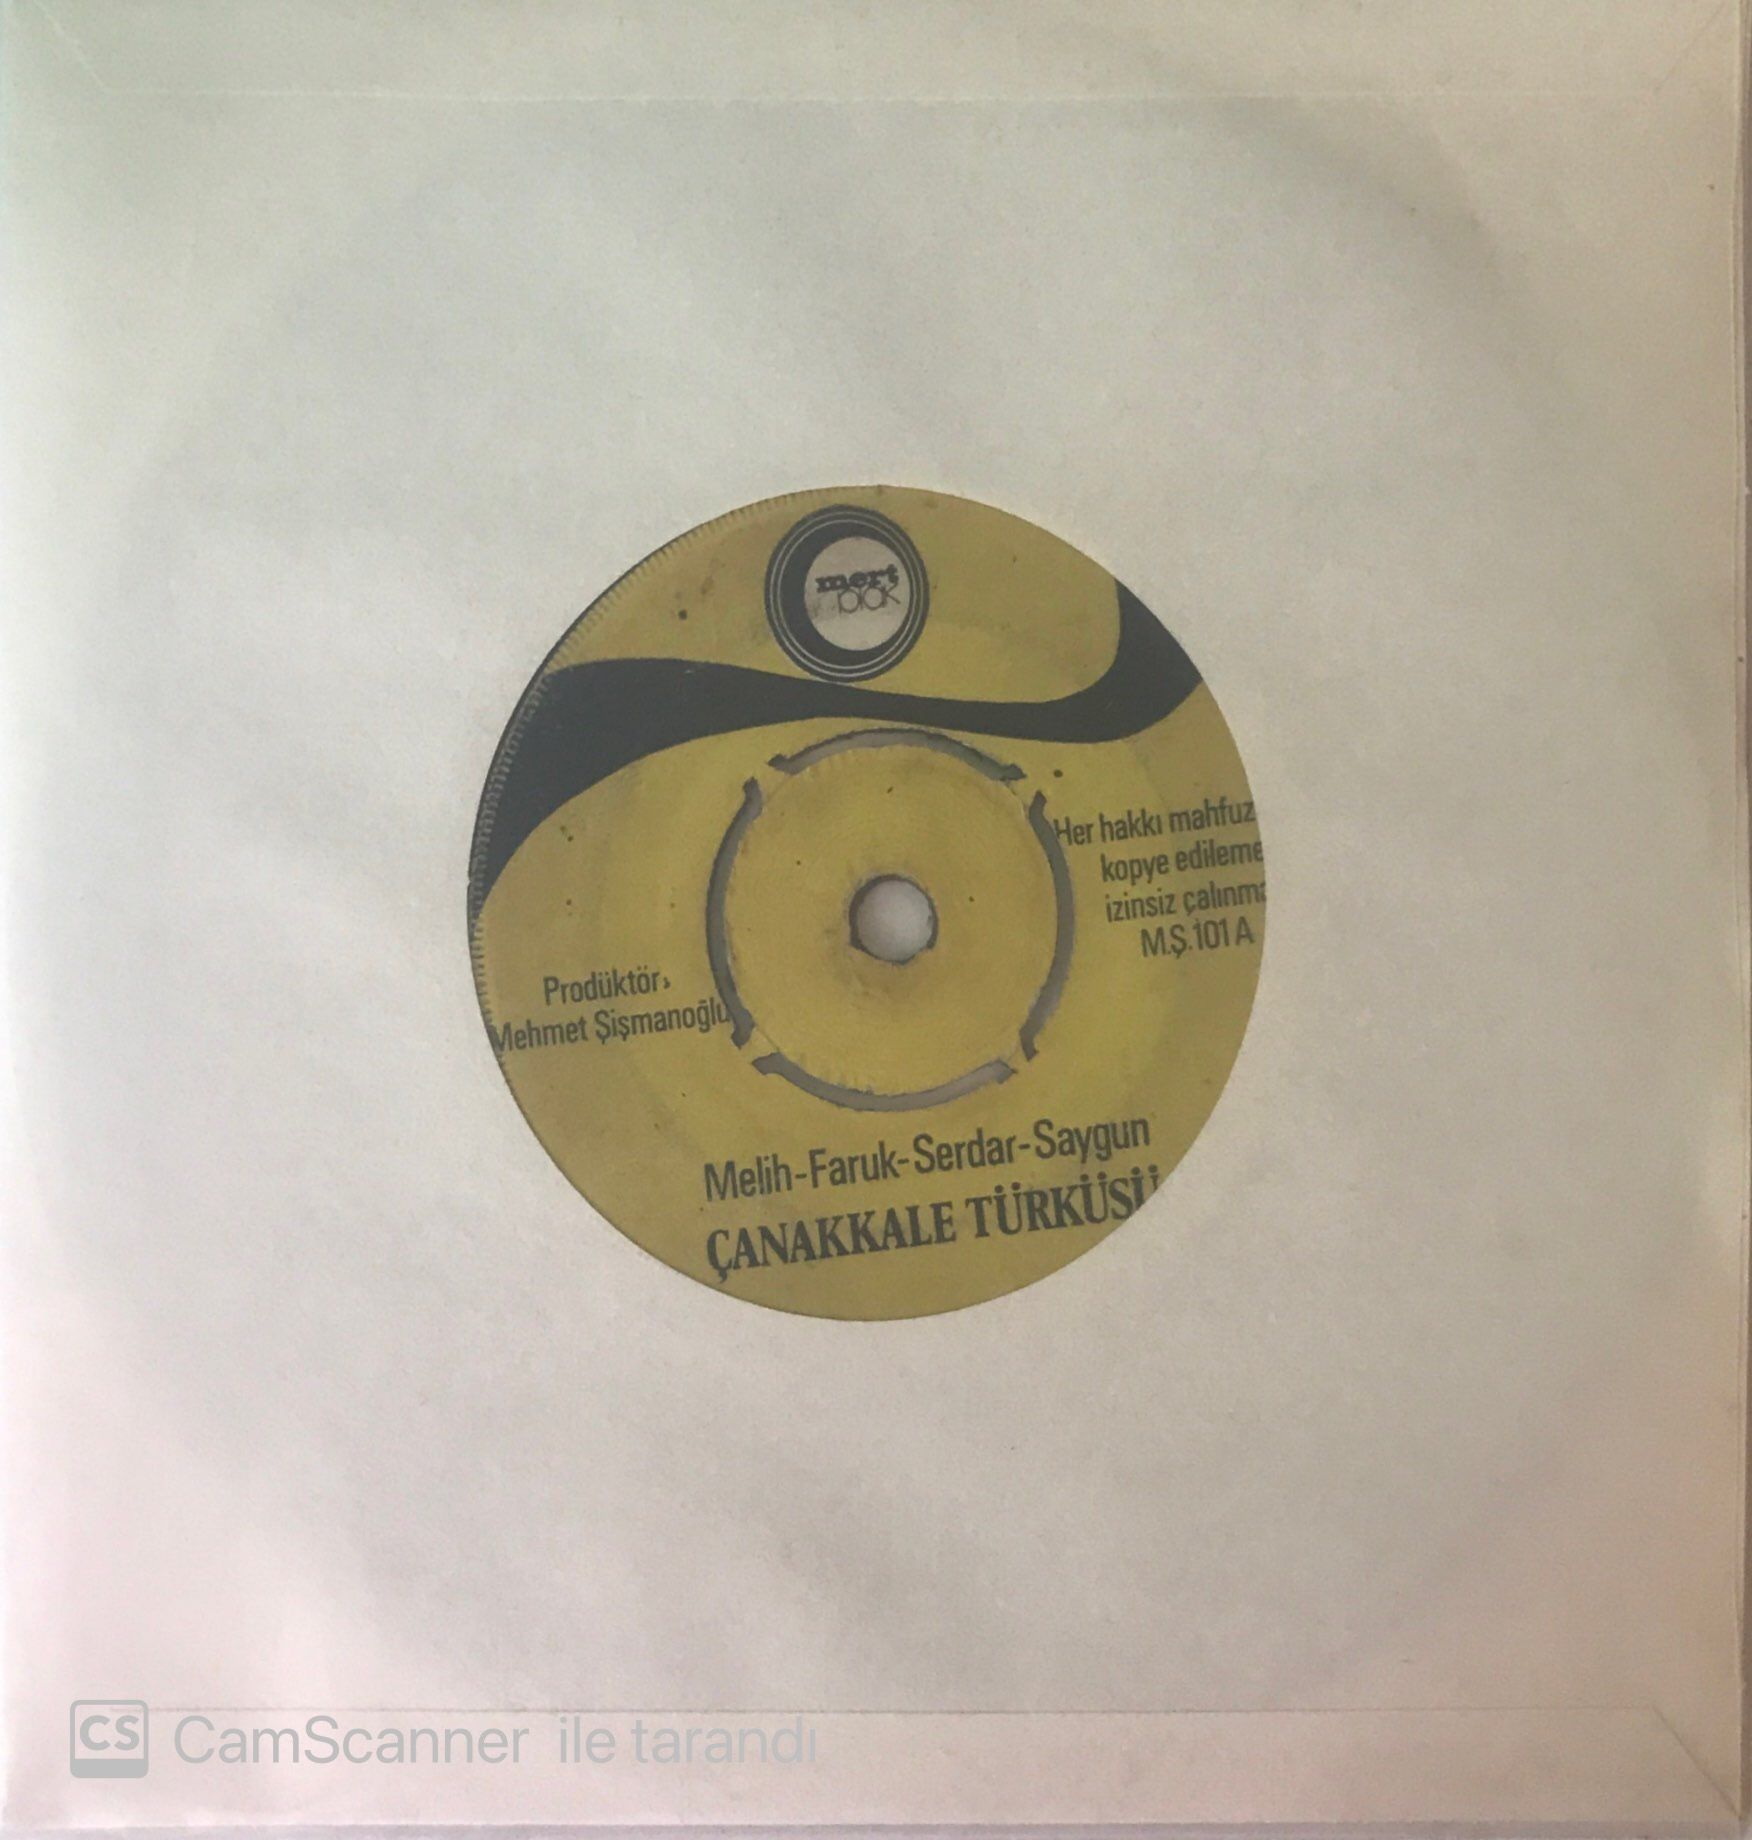 mert
plak
Her hakkı mahfuz
kopye edileme
izinsiz çalınma
M.Ş.101 A
Prodüktör:
Mehmet Şişmanoğlu
Melih-Faruk-Serdar-Saygun
ÇANAKKALE TÜRKÜSÜ
CS CamScanner ile tarandı